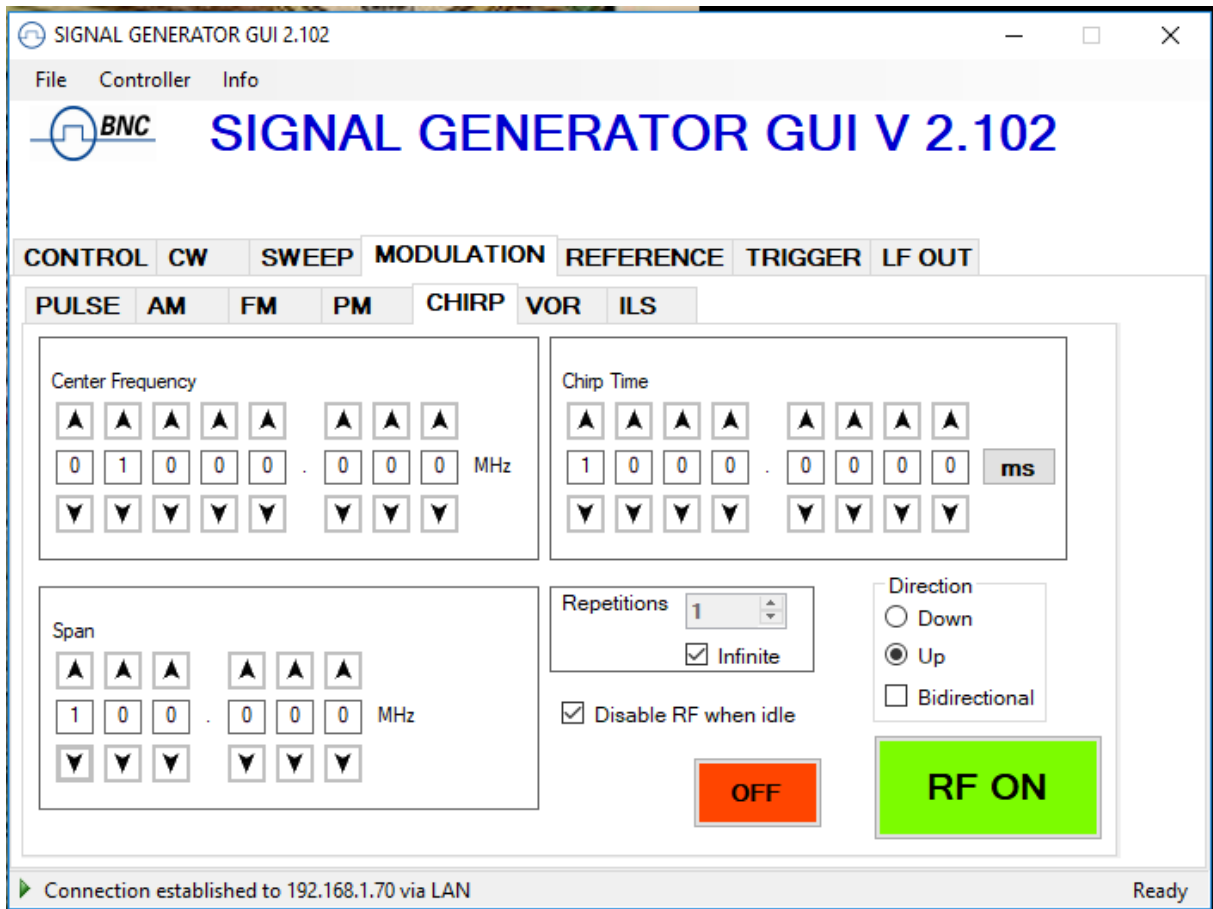 SIGNAL GENERATOR GUI 2.102
File Controller Info
BNC SIGNAL GENERATOR GUI V 2.102
CONTROL CW SWEEP MODULATION REFERENCE TRIGGER LF OUT
PULSE AM FM PM CHIRP VOR ILS
Center Frequency
0 1 0 0 0 . 0 0 0 MHz
Chirp Time
1 0 0 0 . 0 0 0 0 ms
Span
1 0 0 . 0 0 0 MHz
Repetitions 1
Infinite
Disable RF when idle
Direction
Down
Up
Bidirectional
OFF
RF ON
Connection established to 192.168.1.70 via LAN Ready